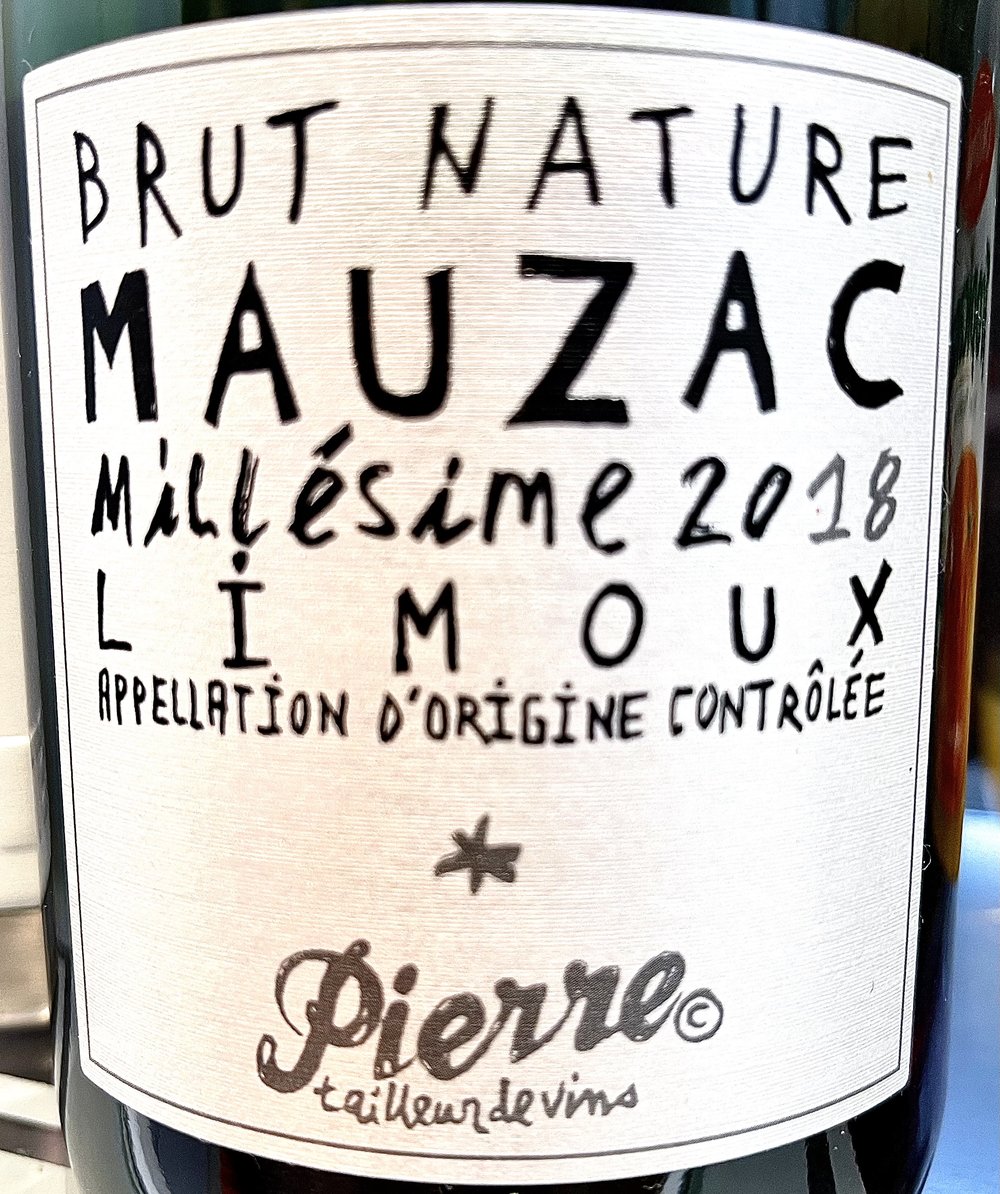 BRUT NATURE
MAUZAC
Millésime 2018
LIMOUX
APPELLATION D'ORIGINE CONTRÔLÉE
Pierre©
tailleur de vins